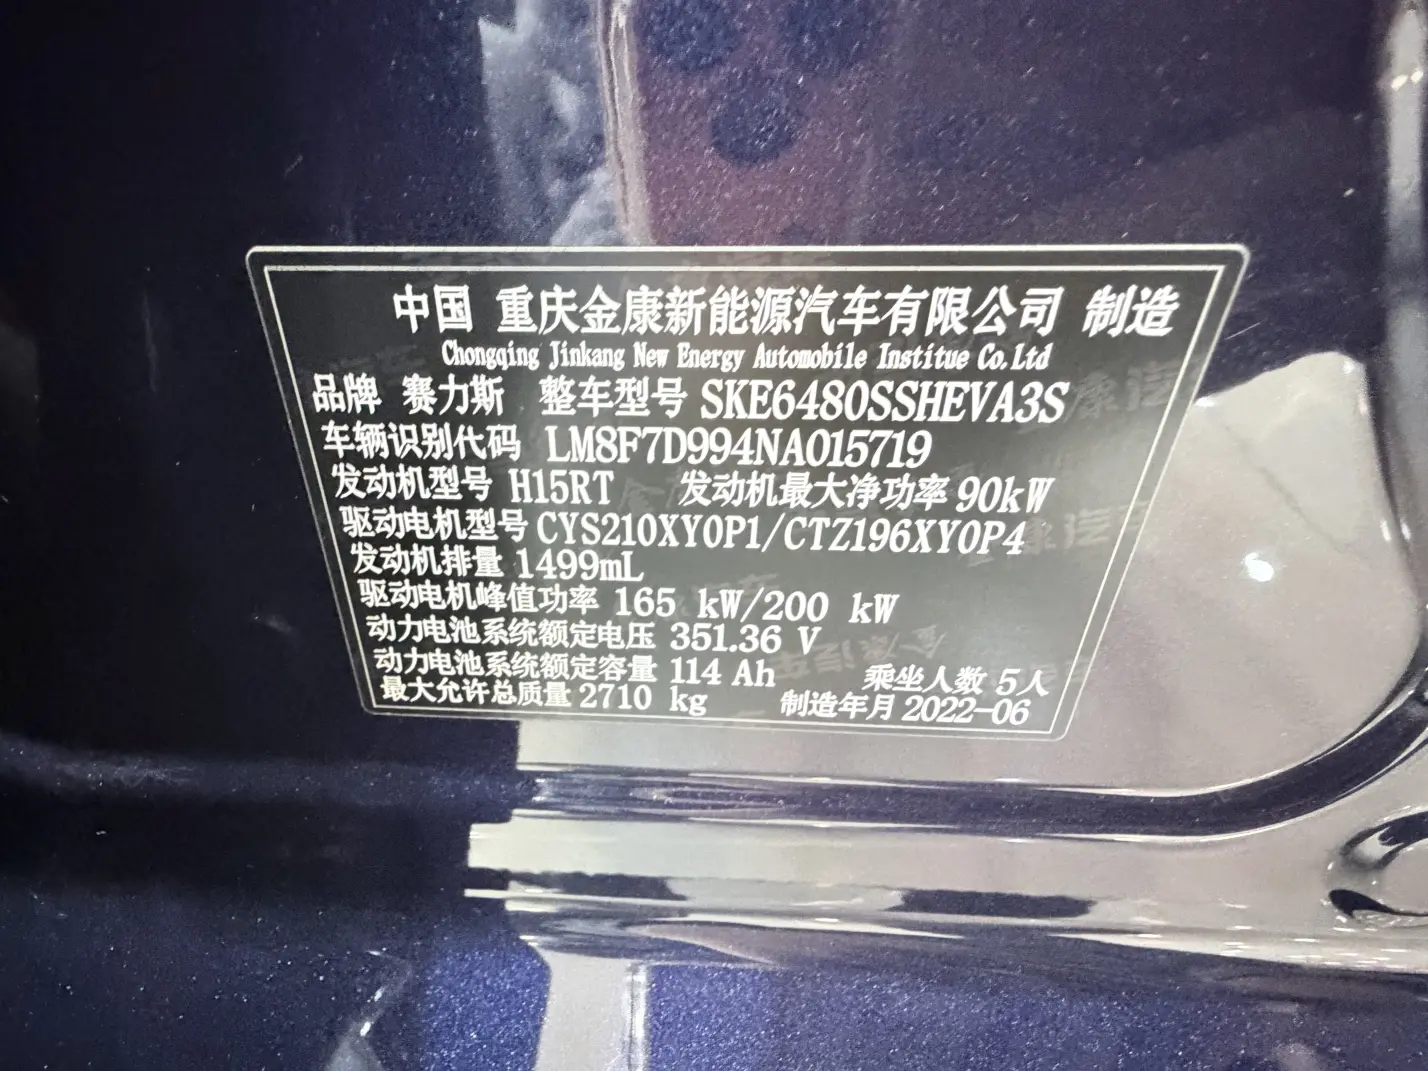 中国 重庆金康新能源汽车有限公司 制造
Chongqing Jinkang New Energy Automobile Institue Co.Ltd
品牌 赛力斯 整车型号 SKE6480SSHEVA3S
车辆识别代码 LM8F7D994NA015719
发动机型号 H15RT 发动机最大净功率 90kW
驱动电机型号 CYS210XY0P1/CTZ196XY0P4
发动机排量 1499mL
驱动电机峰值功率 165 kW/200 kW
动力电池系统额定电压 351.36 V
动力电池系统额定容量 114 Ah 乘坐人数 5人
最大允许总质量 2710 kg 制造年月 2022-06